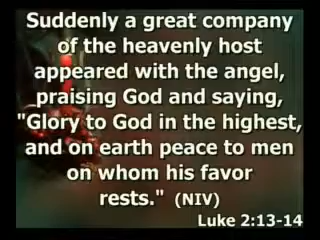 Suddenly a great company
of the heavenly host
appeared with the angel,
praising God and saying,
"Glory to God in the highest,
and on earth peace to men
on whom his favor
rests." (NIV)
Luke 2:13-14